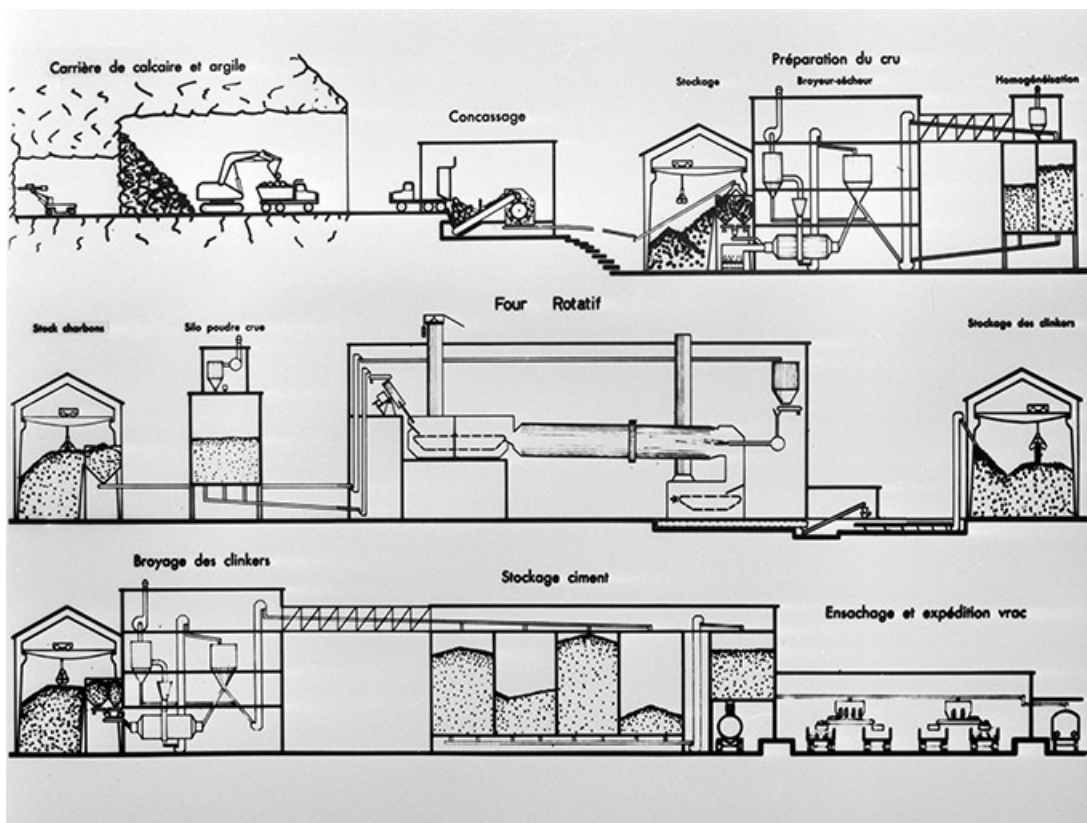 Carrière de calcaire et argile
Concassage
Préparation du cru
Stockage
Broyeur-sécheur
Homogénéisation
Four Rotatif
Stock charbons
Silo poudre crue
Stockage des clinkers
Broyage des clinkers
Stockage ciment
Ensachage et expédition vrac